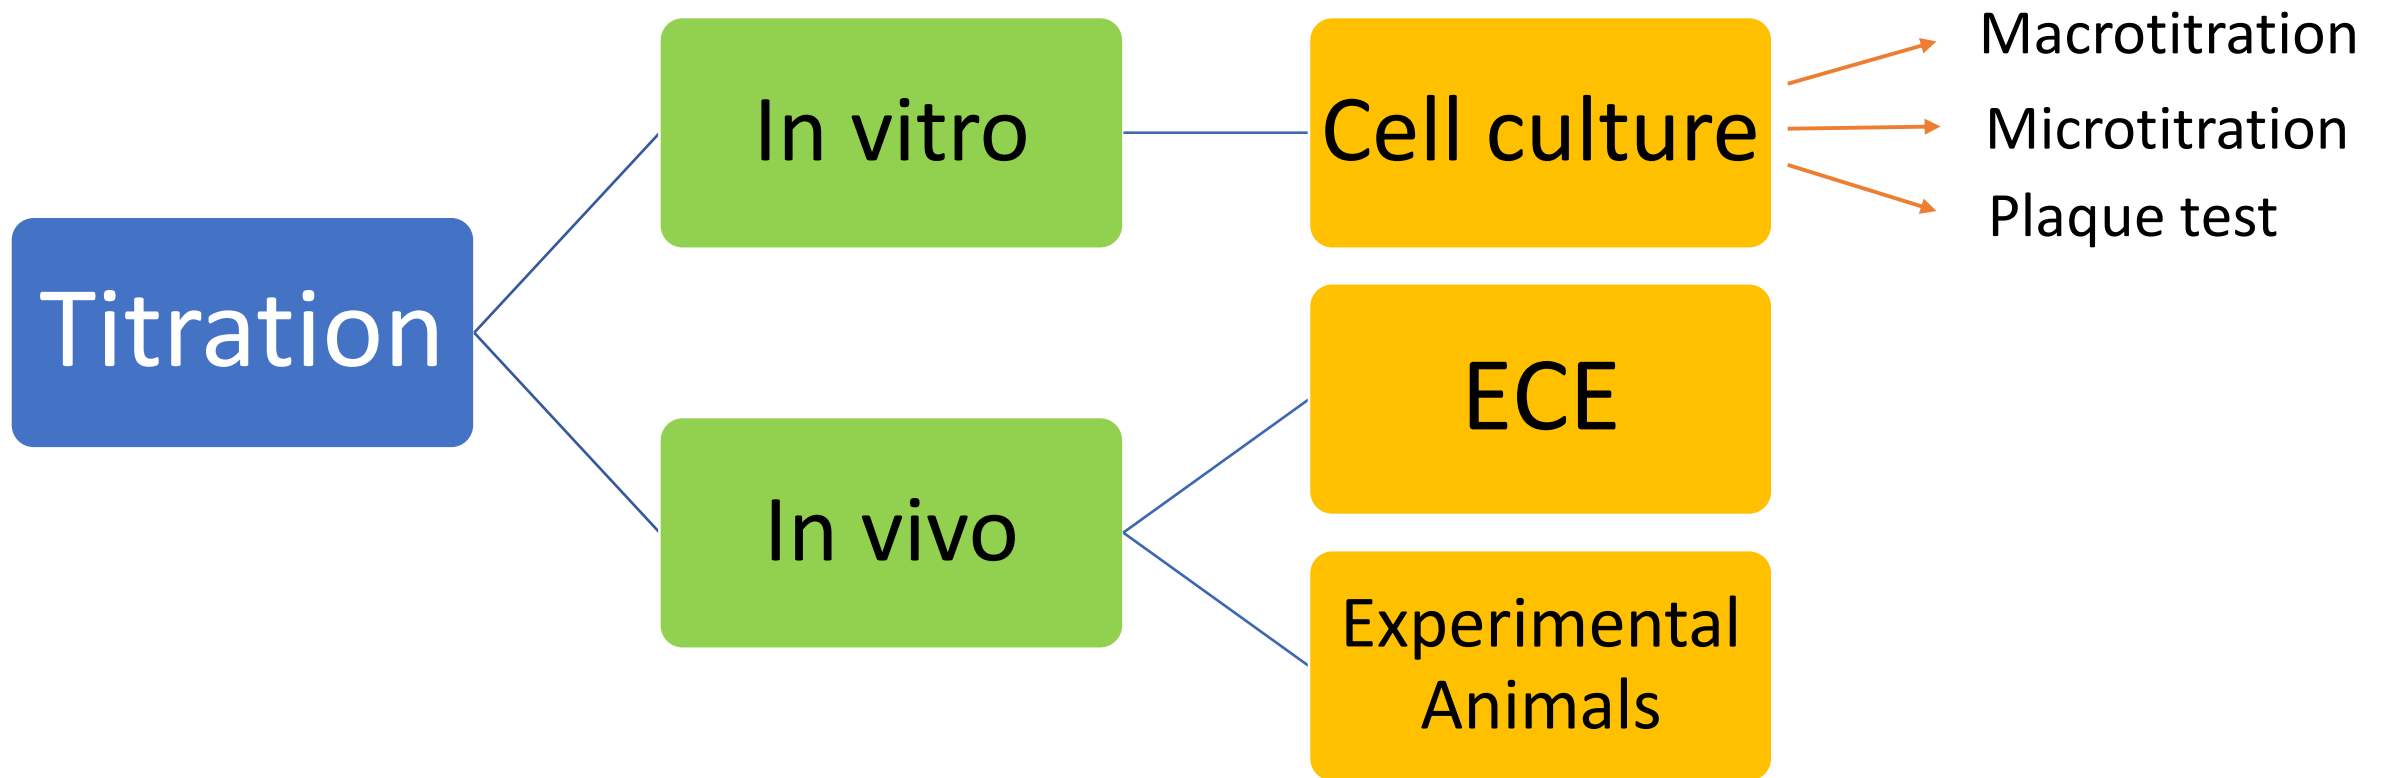 Titration
In vitro
In vivo
Cell culture
ECE
Experimental
Animals
Macrotitration
Microtitration
Plaque test